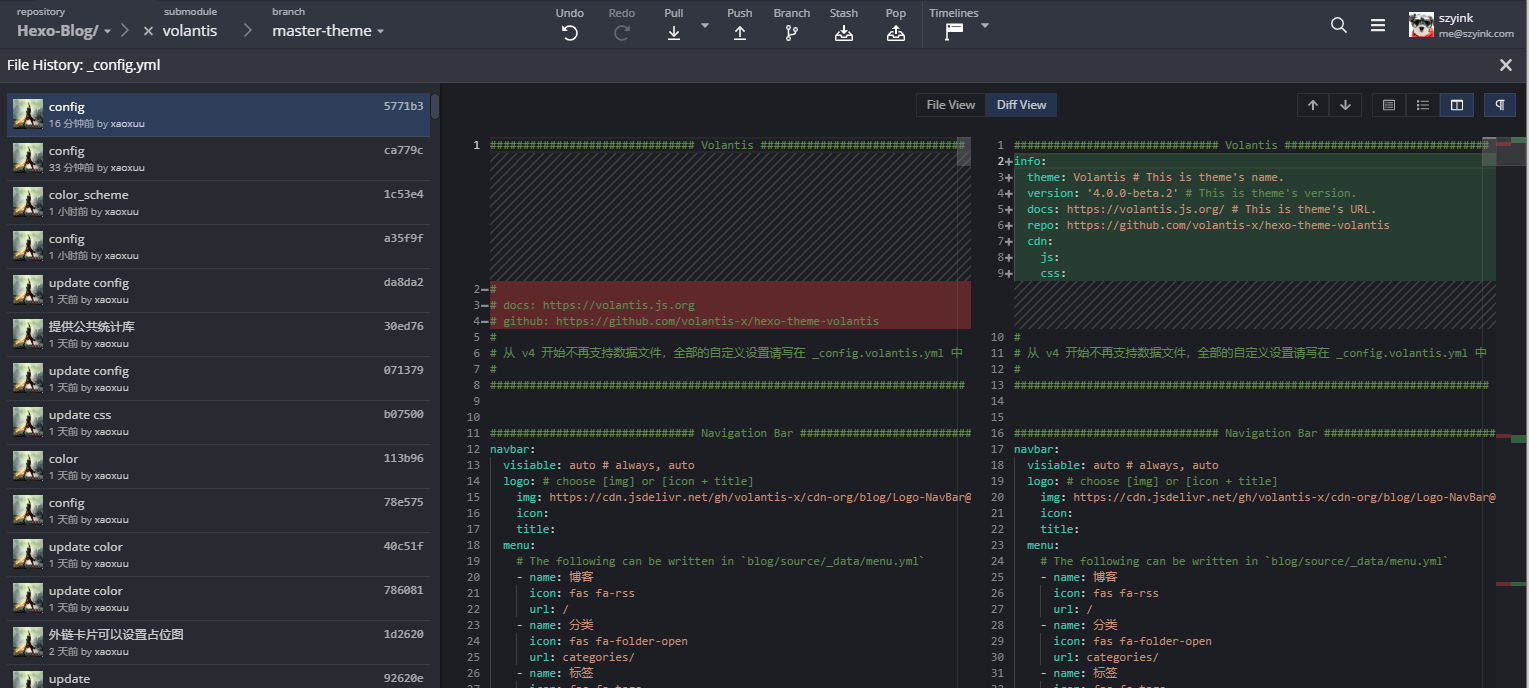 repository
Hexo-Blog/
submodule
volantis
branch
master-theme
Undo
Redo
Pull
Push
Branch
Stash
Pop
Timelines
szyink
me@szyink.com
File History: _config.yml
config 5771b3
16 分钟前 by xaoxuu
config ca779c
33 分钟前 by xaoxuu
color_scheme 1c53e4
1 小时前 by xaoxuu
config a35f9f
1 小时前 by xaoxuu
update config da8da2
1 天前 by xaoxuu
提供公共统计库 30ed76
1 天前 by xaoxuu
update config 071379
1 天前 by xaoxuu
update css b07500
1 天前 by xaoxuu
color 113b96
1 天前 by xaoxuu
config 78e575
1 天前 by xaoxuu
update color 40c51f
1 天前 by xaoxuu
update color 786081
1 天前 by xaoxuu
外链卡片可以设置占位图 1d2620
2 天前 by xaoxuu
update 92620e
File View
Diff View
1 ############################### Volantis ###############################
2-#
3-# docs: https://volantis.js.org
4-# github: https://github.com/volantis-x/hexo-theme-volantis
5 #
6 # 从 v4 开始不再支持数据文件，全部的自定义设置请写在 _config.volantis.yml 中
7 #
8 ########################################################################
9
10
11 ############################### Navigation Bar ##########################
12 navbar:
13 visiable: auto # always, auto
14 logo: # choose [img] or [icon + title]
15 img: https://cdn.jsdelivr.net/gh/volantis-x/cdn-org/blog/Logo-NavBar@
16 icon:
17 title:
18 menu:
19 # The following can be written in `blog/source/_data/menu.yml`
20 - name: 博客
21 icon: fas fa-rss
22 url: /
23 - name: 分类
24 icon: fas fa-folder-open
25 url: categories/
26 - name: 标签
1 ############################### Volantis ###############################
2+info:
3+ theme: Volantis # This is theme's name.
4+ version: '4.0.0-beta.2' # This is theme's version.
5+ docs: https://volantis.js.org/ # This is theme's URL.
6+ repo: https://github.com/volantis-x/hexo-theme-volantis
7+ cdn:
8+ js:
9+ css:
10 #
11 # 从 v4 开始不再支持数据文件，全部的自定义设置请写在 _config.volantis.yml 中
12 #
13 ########################################################################
14
15
16 ############################### Navigation Bar ##########################
17 navbar:
18 visiable: auto # always, auto
19 logo: # choose [img] or [icon + title]
20 img: https://cdn.jsdelivr.net/gh/volantis-x/cdn-org/blog/Logo-NavBar@
21 icon:
22 title:
23 menu:
24 # The following can be written in `blog/source/_data/menu.yml`
25 - name: 博客
26 icon: fas fa-rss
27 url: /
28 - name: 分类
29 icon: fas fa-folder-open
30 url: categories/
31 - name: 标签